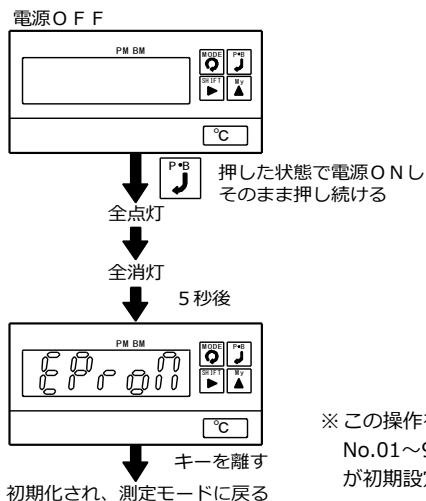 電源ＯＦＦ
PM BM
MODE P•B
SHIFT My
℃
P•B
押した状態で電源ＯＮし
そのまま押し続ける
全点灯
全消灯
５秒後
PM BM
MODE P•B
EProM
SHIFT My
℃
キーを離す
初期化され、測定モードに戻る
※この操作を
No.01～9
が初期設定